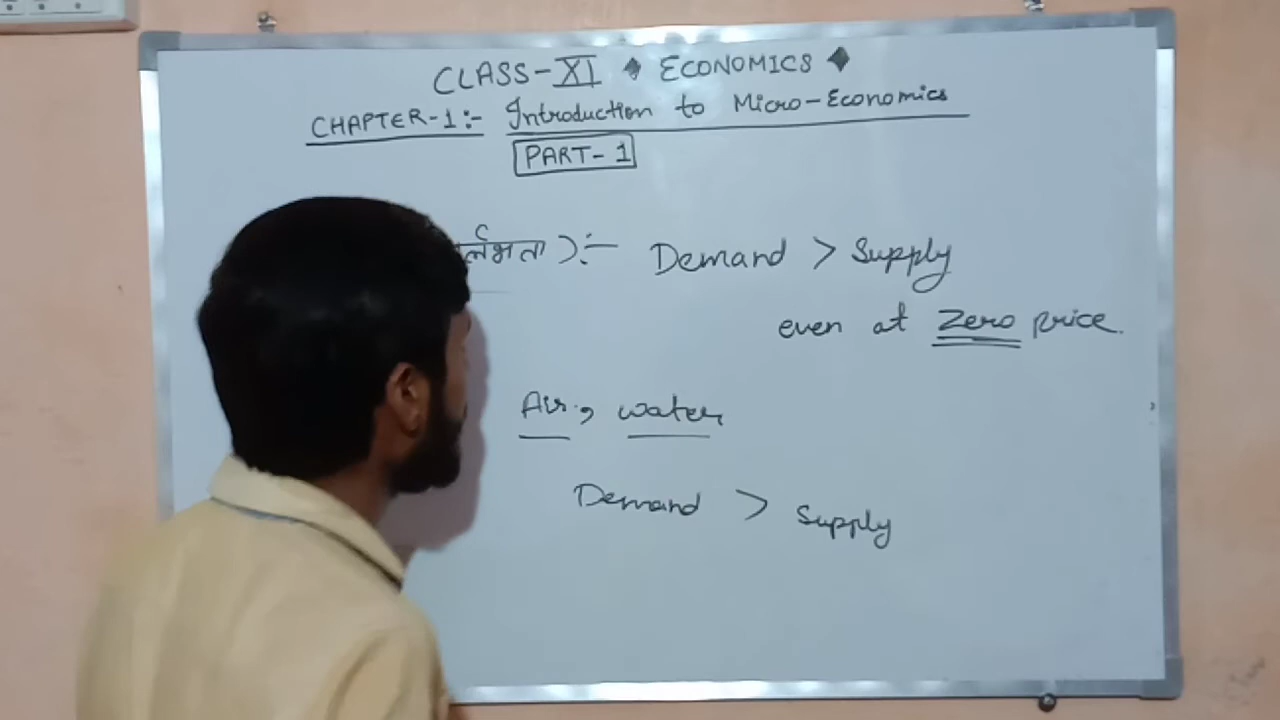 CLASS-XI ◆ ECONOMICS ◆
CHAPTER-1:- Introduction to Micro-Economics
PART-1
):- Demand > Supply
even at Zero price.
Air, water
Demand > Supply